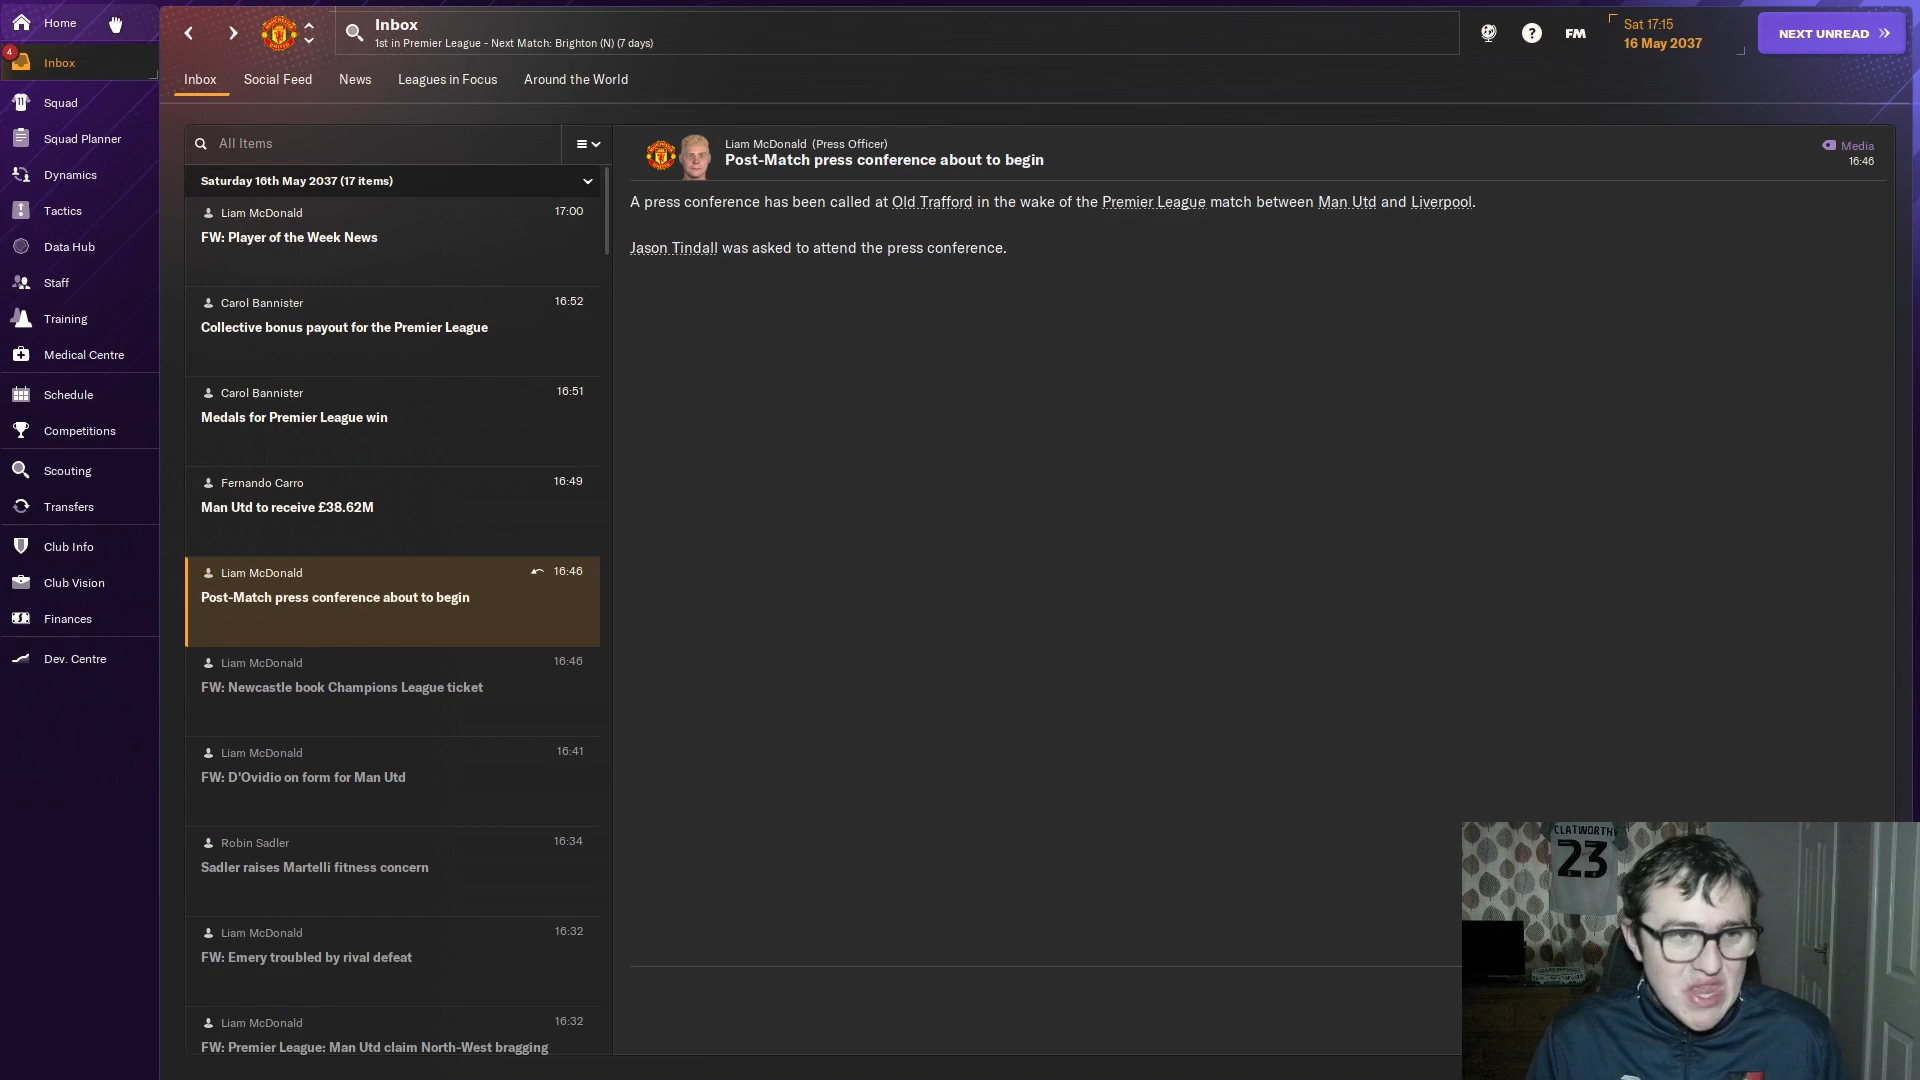 Home
4
Inbox
Squad
Squad Planner
Dynamics
Tactics
Data Hub
Staff
Training
Medical Centre
Schedule
Competitions
Scouting
Transfers
Club Info
Club Vision
Finances
Dev. Centre
Inbox
1st in Premier League - Next Match: Brighton (N) (7 days)
FM
Sat 17:15
16 May 2037
NEXT UNREAD
Inbox
Social Feed
News
Leagues in Focus
Around the World
All Items
Saturday 16th May 2037 (17 items)
Liam McDonald 17:00
FW: Player of the Week News
Carol Bannister 16:52
Collective bonus payout for the Premier League
Carol Bannister 16:51
Medals for Premier League win
Fernando Carro 16:49
Man Utd to receive £38.62M
Liam McDonald 16:46
Post-Match press conference about to begin
Liam McDonald 16:46
FW: Newcastle book Champions League ticket
Liam McDonald 16:41
FW: D'Ovidio on form for Man Utd
Robin Sadler 16:34
Sadler raises Martelli fitness concern
Liam McDonald 16:32
FW: Emery troubled by rival defeat
Liam McDonald 16:32
FW: Premier League: Man Utd claim North-West bragging
Liam McDonald (Press Officer)
Post-Match press conference about to begin
Media
16:46
A press conference has been called at Old Trafford in the wake of the Premier League match between Man Utd and Liverpool.
Jason Tindall was asked to attend the press conference.
CLATWORTHY
23